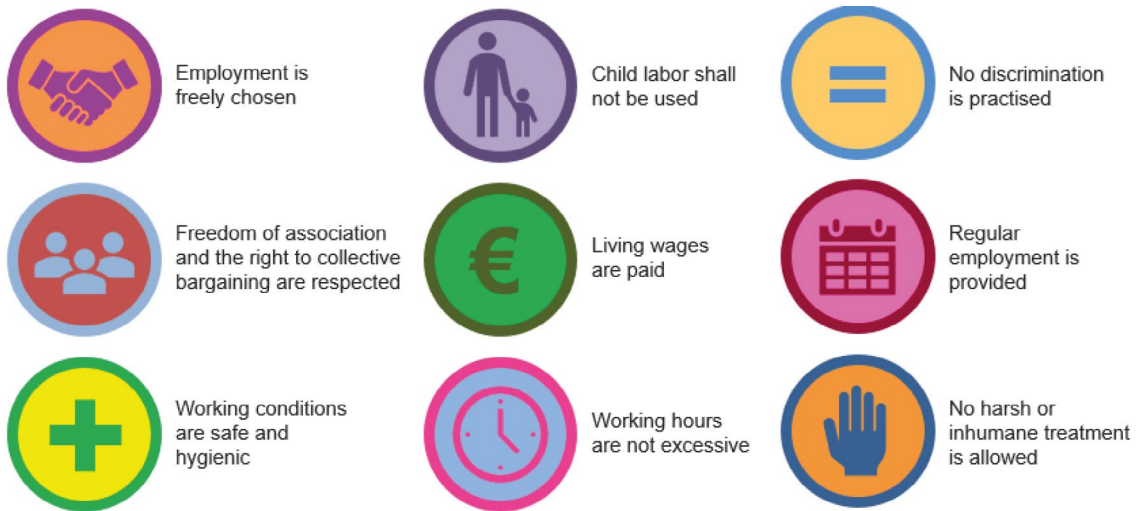 Employment is
freely chosen
Child labor shall
not be used
No discrimination
is practised
Freedom of association
and the right to collective
bargaining are respected
€
Living wages
are paid
Regular
employment is
provided
Working conditions
are safe and
hygienic
Working hours
are not excessive
No harsh or
inhumane treatment
is allowed